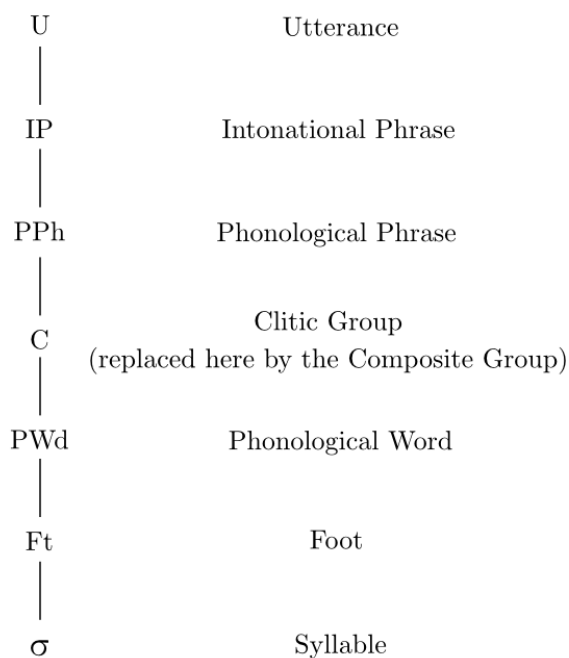 U Utterance
IP Intonational Phrase
PPh Phonological Phrase
C Clitic Group
(replaced here by the Composite Group)
PWd Phonological Word
Ft Foot
σ Syllable